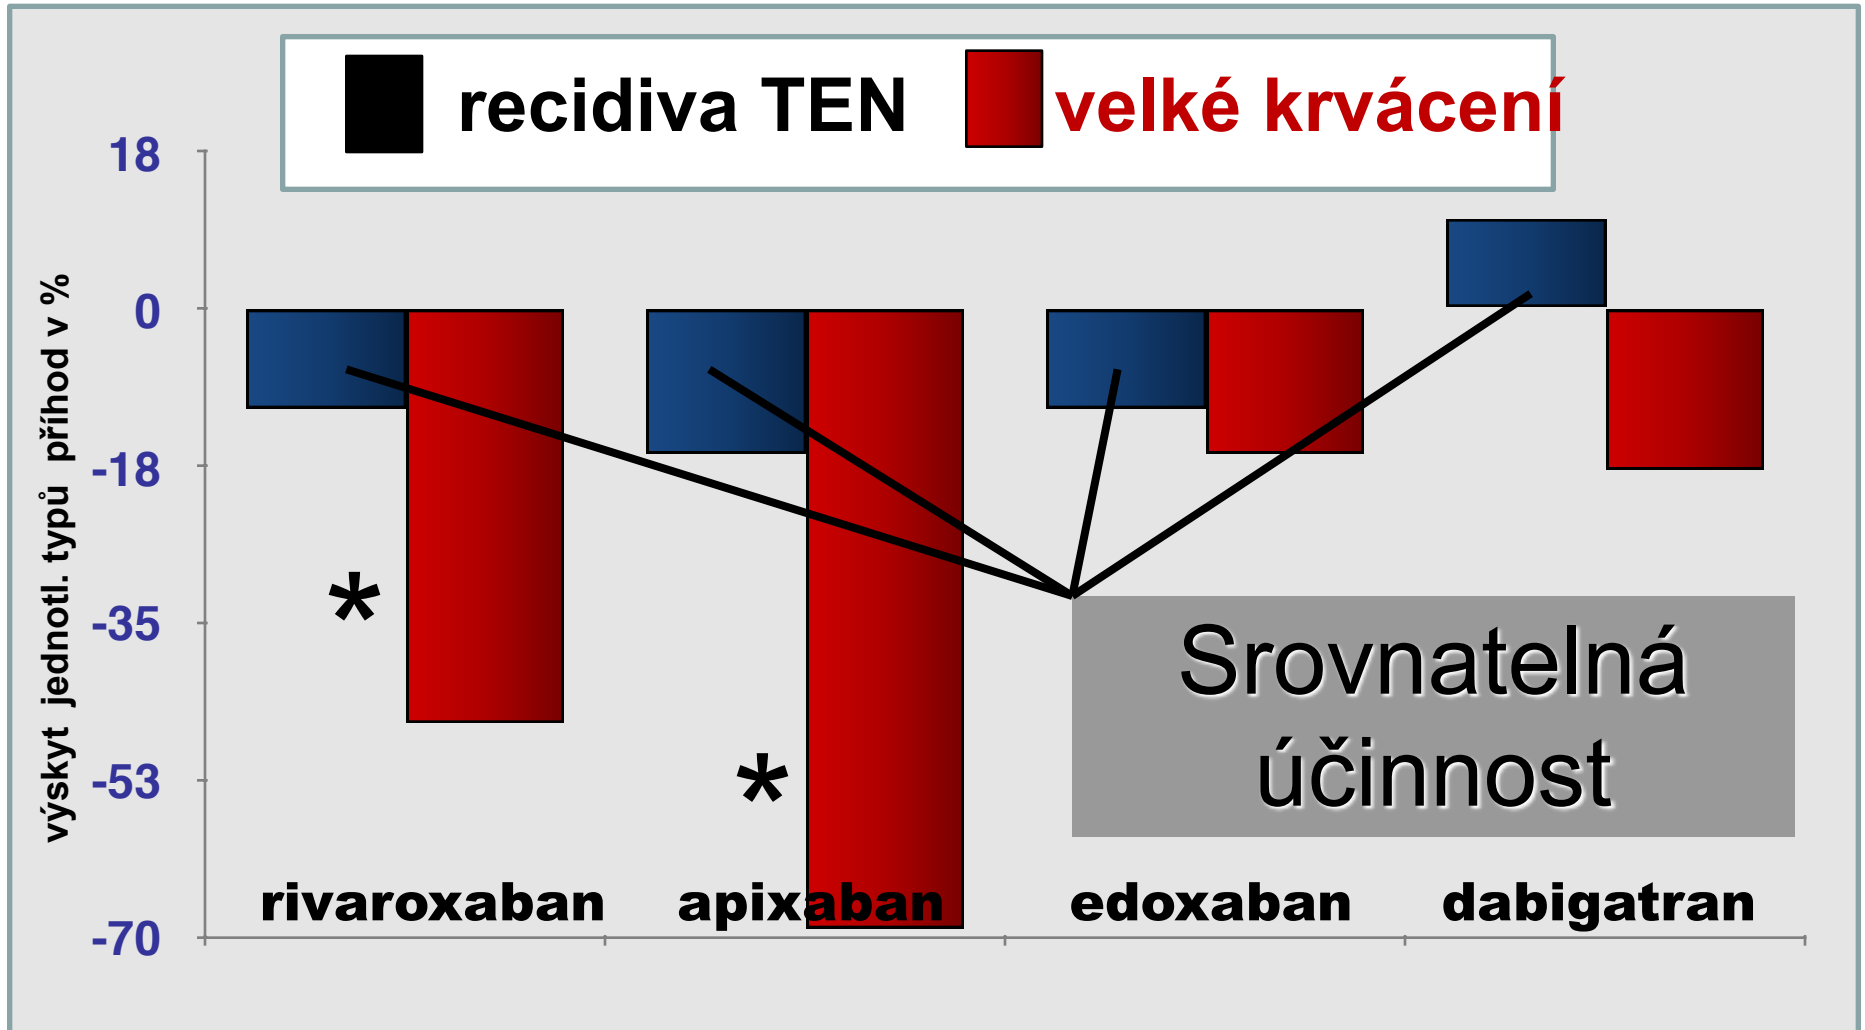 recidiva TEN
velké krvácení
výskyt jednotl. typů příhod v %
18
0
-18
-35
-53
-70
*
*
Srovnatelná
účinnost
rivaroxaban
apixaban
edoxaban
dabigatran